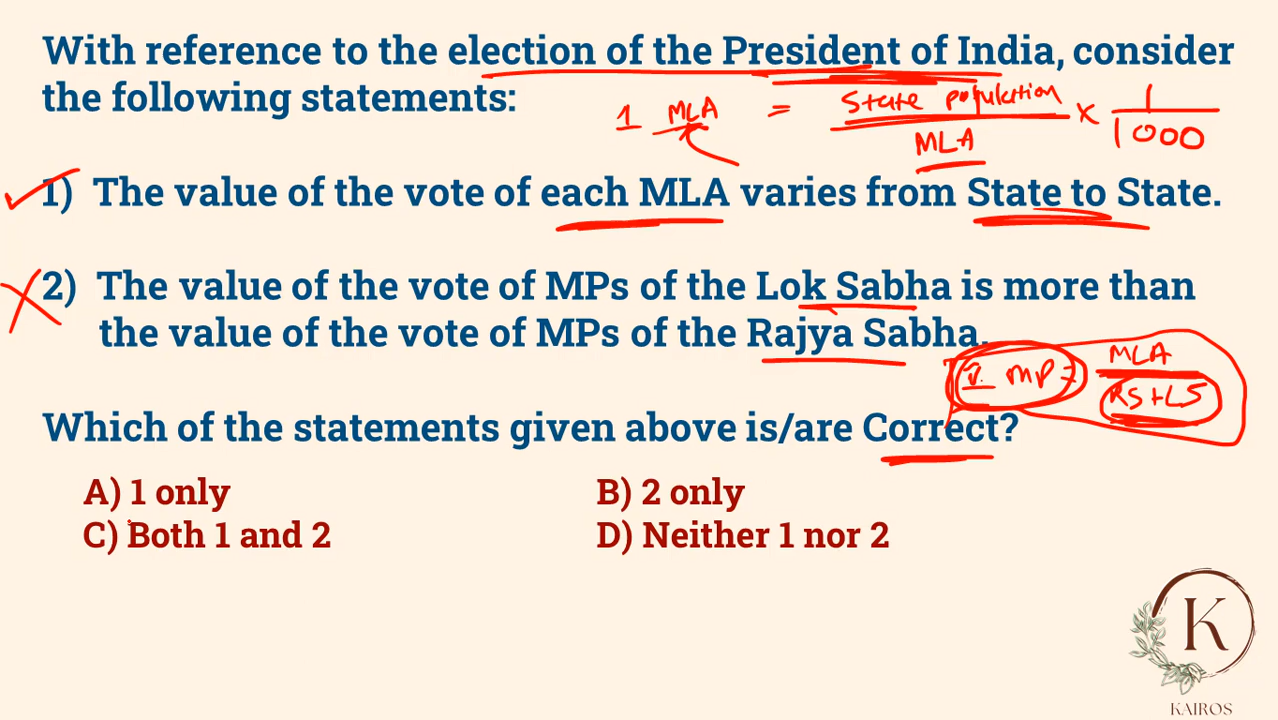 With reference to the election of the President of India, consider
the following statements:
1 MLA = State population / MLA × 1 / 1000
1) The value of the vote of each MLA varies from State to State.
2) The value of the vote of MPs of the Lok Sabha is more than
the value of the vote of MPs of the Rajya Sabha.
MP = MLA / RS+LS
Which of the statements given above is/are Correct?
A) 1 only
B) 2 only
C) Both 1 and 2
D) Neither 1 nor 2
K
KAIROS